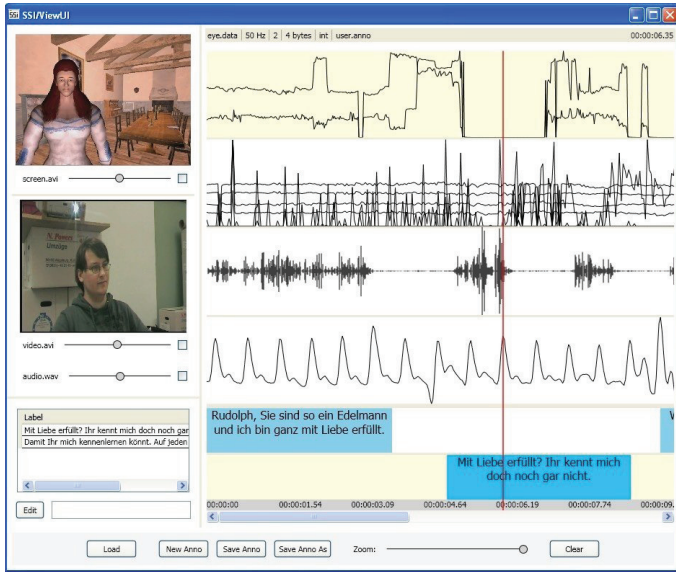 SSI/ViewUI
eye.data | 50 Hz | 2 | 4 bytes | int | user.anno
00:00:06.35
screen.avi
N. Pirovan
Umzüge
video.avi
audio.wav
Label
Mit Liebe erfüllt? Ihr kennt mich doch noch gar
Damit Ihr mich kennenlernen könnt. Auf jeden
Edit
Rudolph, Sie sind so ein Edelmann
und ich bin ganz mit Liebe erfüllt.
Mit Liebe erfüllt? Ihr kennt mich
doch noch gar nicht.
00:00:00 00:00:01.54 00:00:03.09 00:00:04.64 00:00:06.19 00:00:07.74 00:00:09.
Load New Anno Save Anno Save Anno As Zoom: Clear